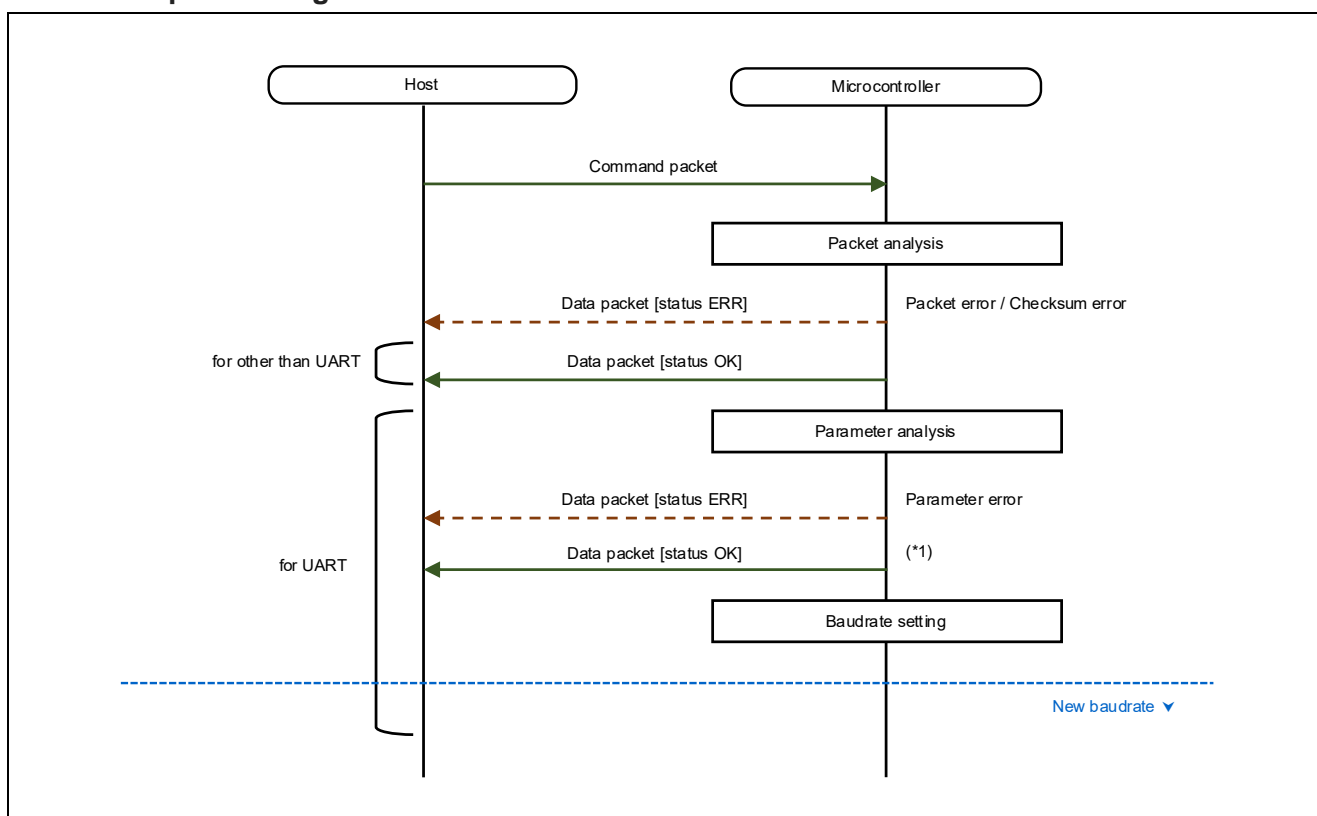 Host
Microcontroller
Command packet
Packet analysis
Data packet [status ERR]
Packet error / Checksum error
for other than UART
Data packet [status OK]
Parameter analysis
Data packet [status ERR]
Parameter error
Data packet [status OK]
(*1)
for UART
Baudrate setting
New baudrate